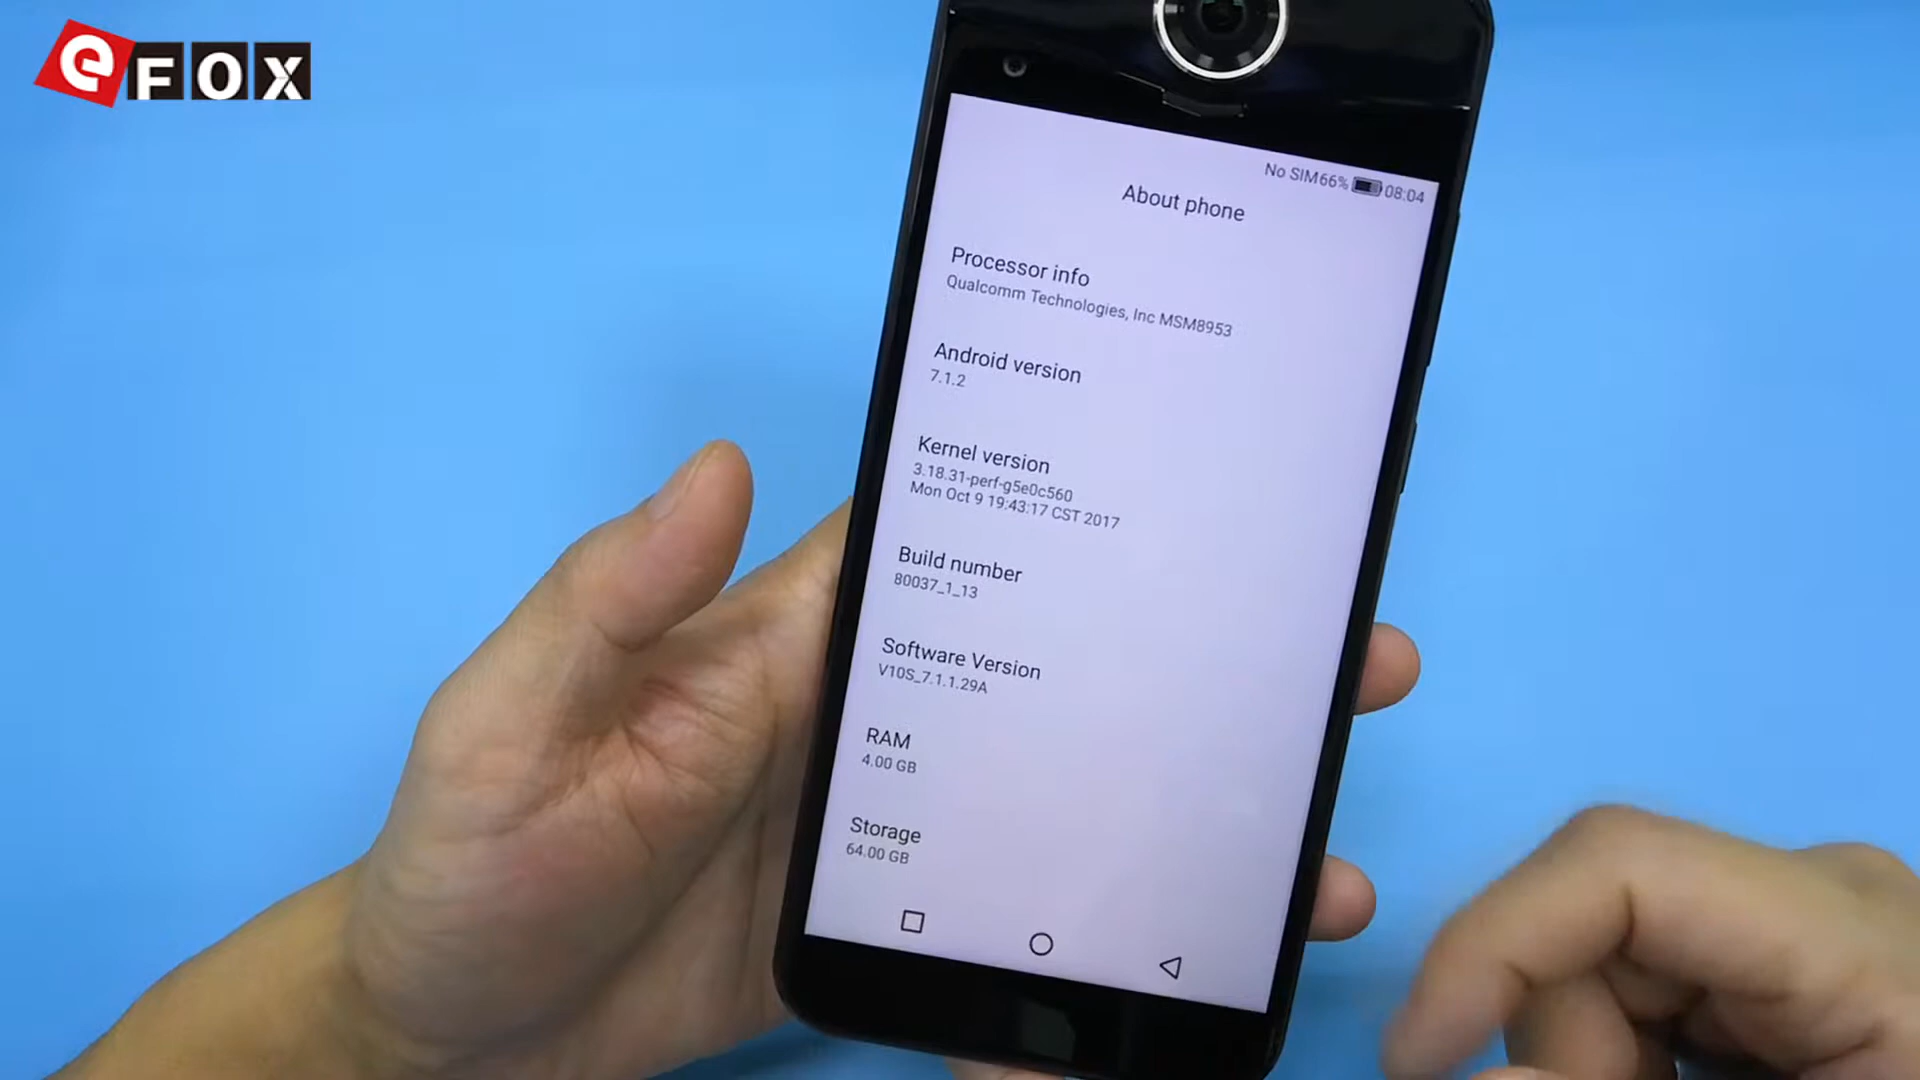 eFOX
No SIM 66% 08:04
About phone
Processor info
Qualcomm Technologies, Inc MSM8953
Android version
7.1.2
Kernel version
3.18.31-perf-g5e0c560
Mon Oct 9 19:43:17 CST 2017
Build number
80037_1_13
Software Version
V10S_7.1.1.29A
RAM
4.00 GB
Storage
64.00 GB